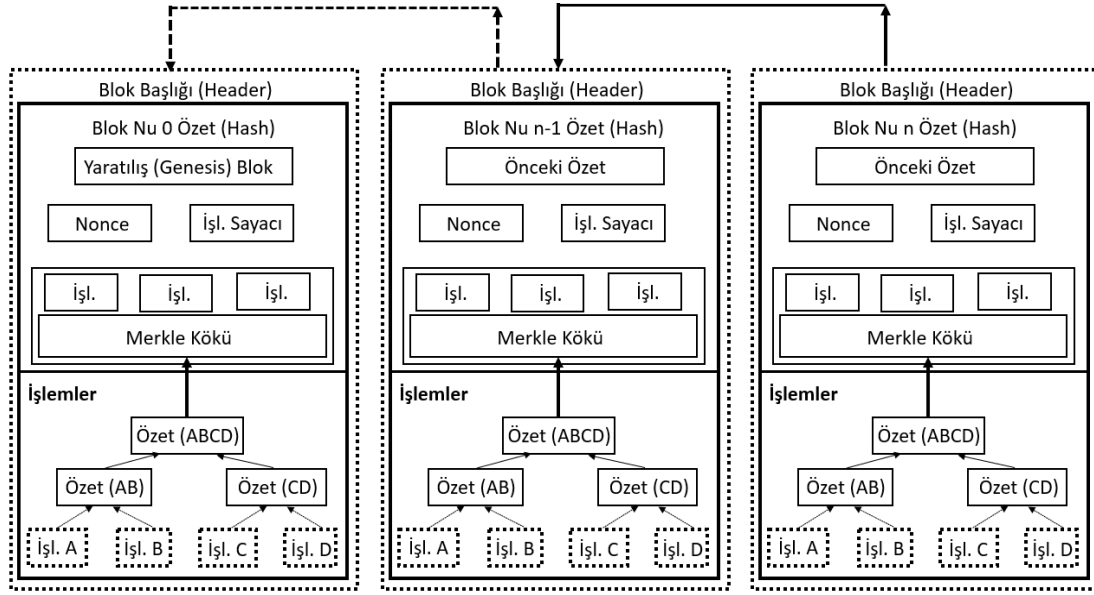 Blok Başlığı (Header)
Blok Nu 0 Özet (Hash)
Yaratılış (Genesis) Blok
Nonce
İşl. Sayacı
İşl.
İşl.
İşl.
Merkle Kökü
İşlemler
Özet (ABCD)
Özet (AB)
Özet (CD)
İşl. A
İşl. B
İşl. C
İşl. D
Blok Başlığı (Header)
Blok Nu n-1 Özet (Hash)
Önceki Özet
Nonce
İşl. Sayacı
İşl.
İşl.
İşl.
Merkle Kökü
İşlemler
Özet (ABCD)
Özet (AB)
Özet (CD)
İşl. A
İşl. B
İşl. C
İşl. D
Blok Başlığı (Header)
Blok Nu n Özet (Hash)
Önceki Özet
Nonce
İşl. Sayacı
İşl.
İşl.
İşl.
Merkle Kökü
İşlemler
Özet (ABCD)
Özet (AB)
Özet (CD)
İşl. A
İşl. B
İşl. C
İşl. D